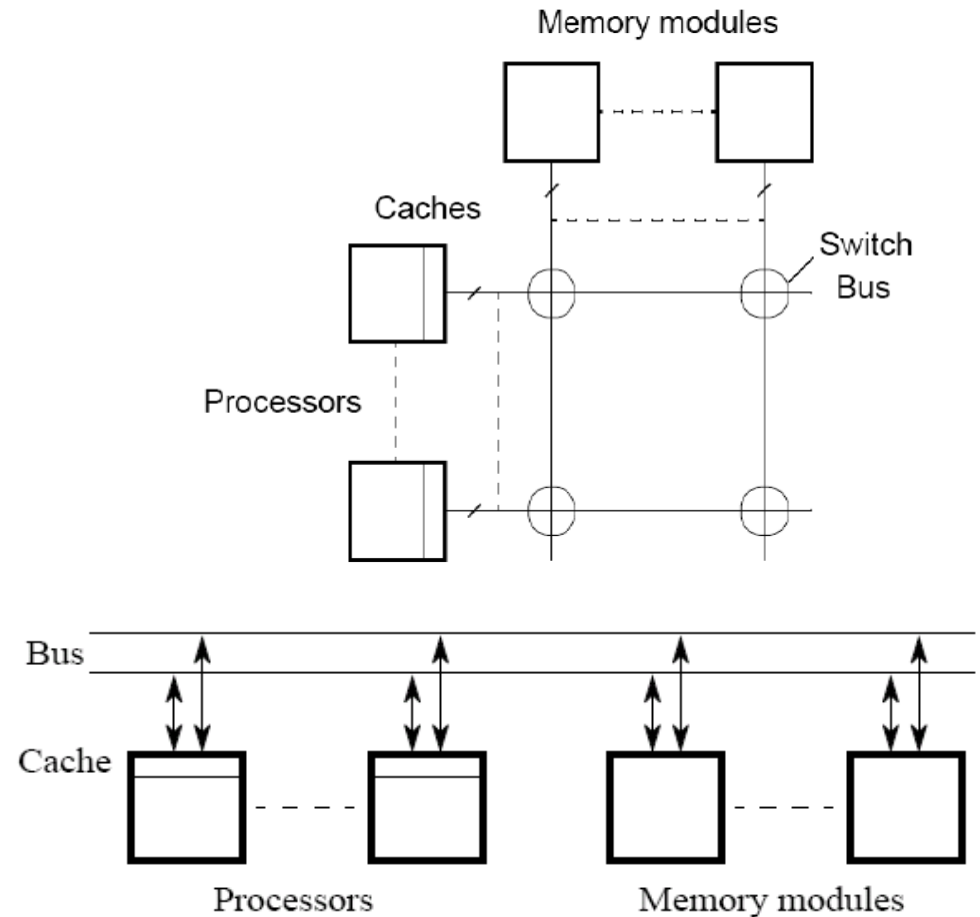 Memory modules
Caches
Switch
Bus
Processors
Bus
Cache
Processors
Memory modules